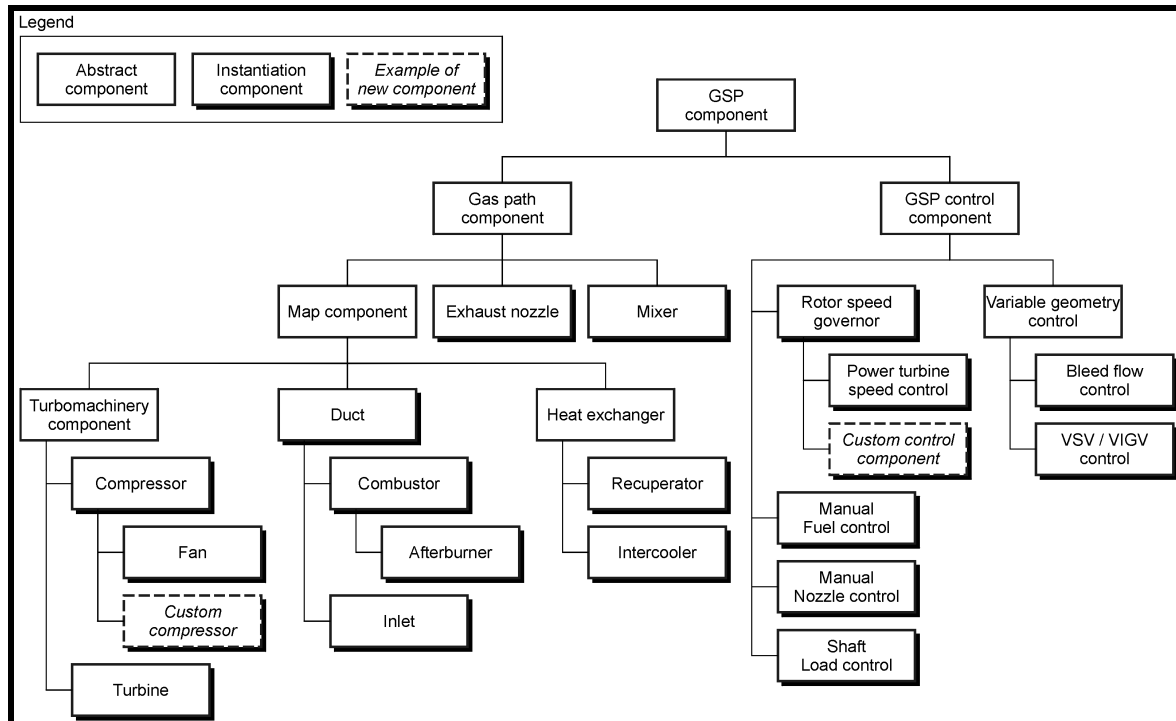 Legend
Abstract
component
Instantiation
component
Example of
new component
GSP
component
Gas path
component
GSP control
component
Map component
Exhaust nozzle
Mixer
Rotor speed
governor
Variable geometry
control
Power turbine
speed control
Bleed flow
control
Turbomachinery
component
Duct
Heat exchanger
Custom control
component
VSV / VIGV
control
Compressor
Combustor
Recuperator
Manual
Fuel control
Fan
Afterburner
Intercooler
Manual
Nozzle control
Custom
compressor
Inlet
Shaft
Load control
Turbine